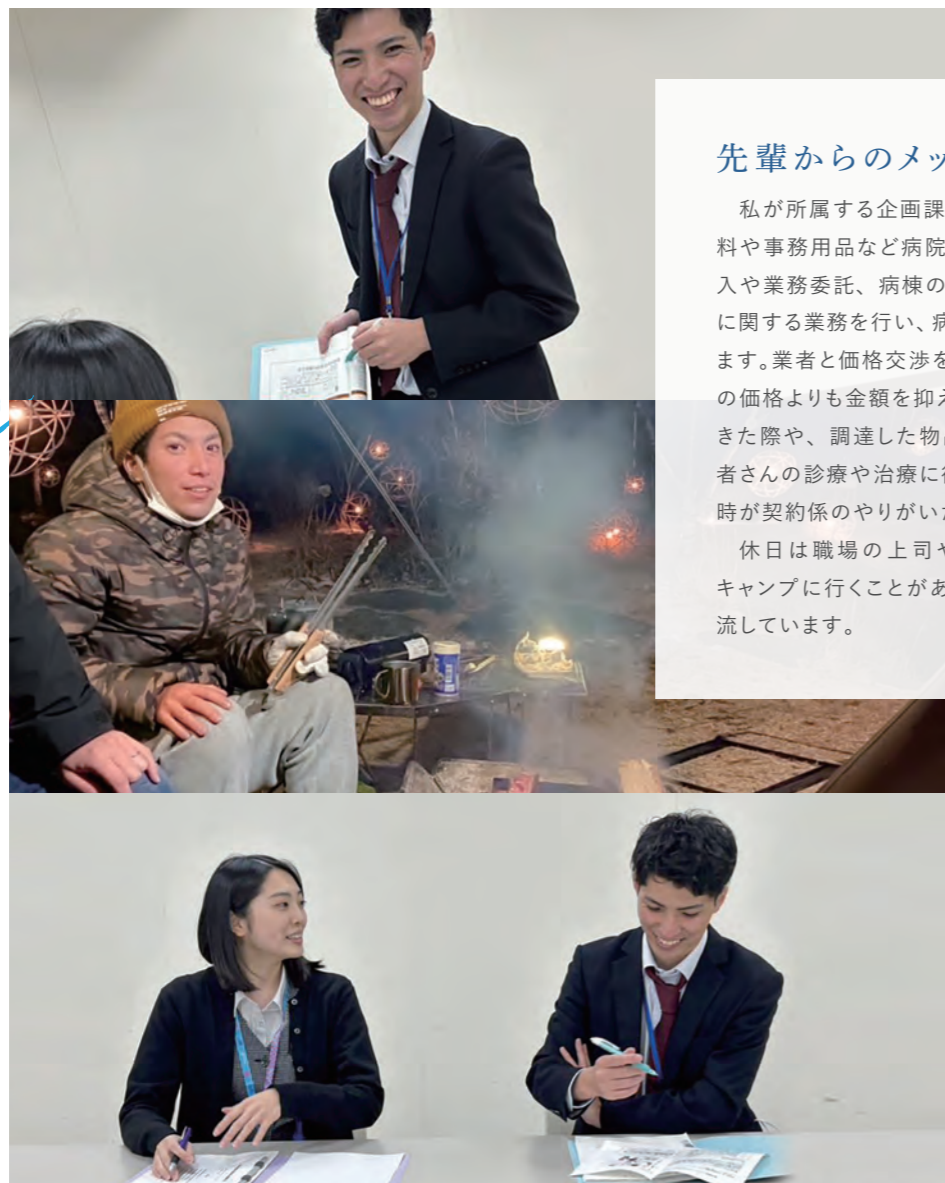 先輩からのメッ
私が所属する企画課
料や事務用品など病院
入や業務委託、病棟の
に関する業務を行い、病
ます。業者と価格交渉を
の価格よりも金額を抑え
きた際や、調達した物
者さんの診療や治療に
時が契約係のやりがい
休日は職場の上司や
キャンプに行くことがあ
流しています。